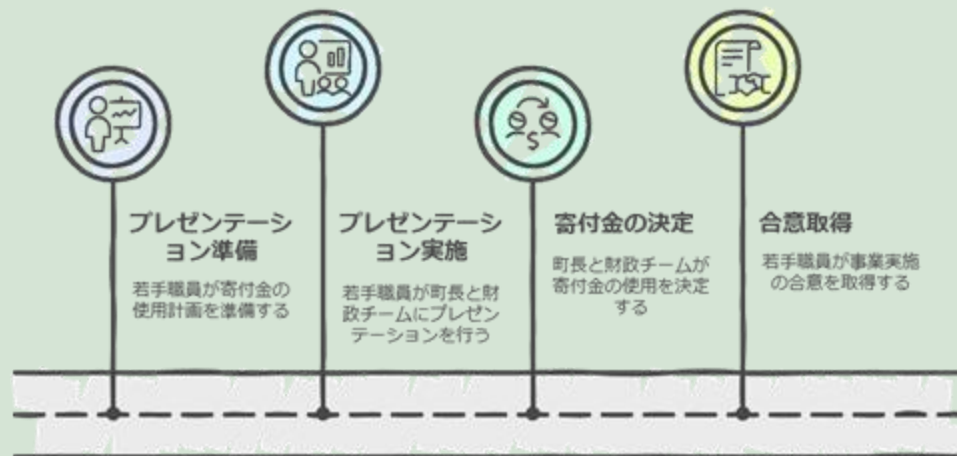 プレゼンテーシ
ョン準備
若手職員が寄付金の
使用計画を準備する
プレゼンテーシ
ョン実施
若手職員が町長と財
政チームにプレゼン
テーションを行う
寄付金の決定
町長と財政チームが
寄付金の使用を決定
する
合意取得
若手職員が事業実施
の合意を取得する